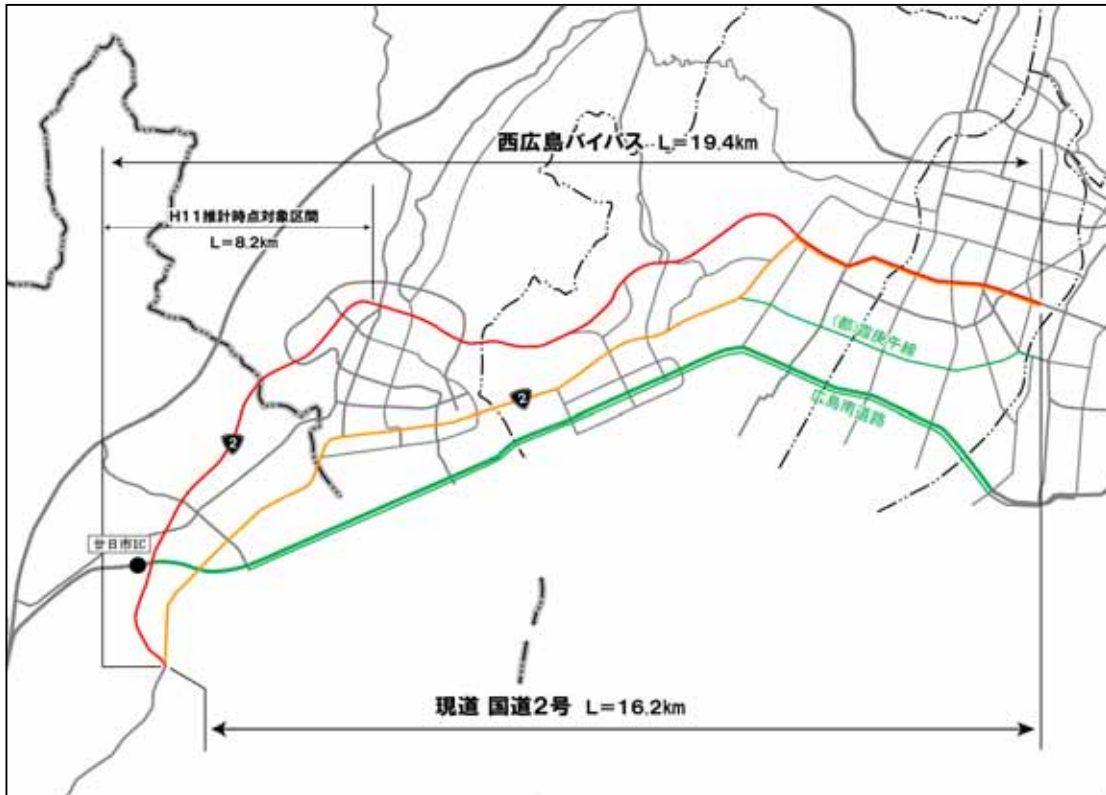 西広島バイパス L=19.4km
H11推計時点対象区間
L=8.2km
(都)霞庚午線
2
広島南道路
2
廿日市IC
現道 国道2号 L=16.2km